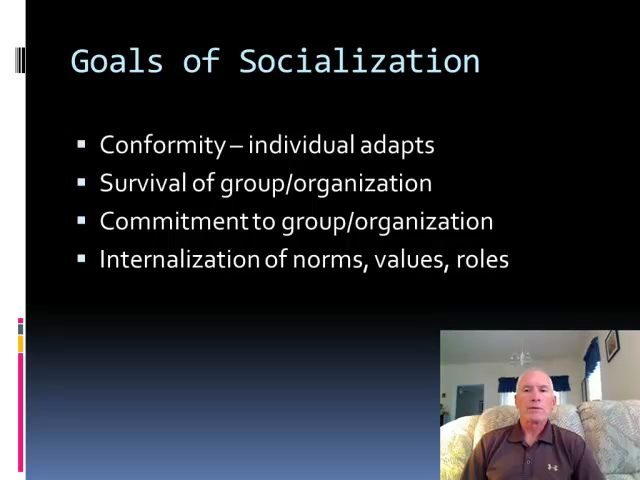 Goals of Socialization
Conformity – individual adapts
Survival of group/organization
Commitment to group/organization
Internalization of norms, values, roles